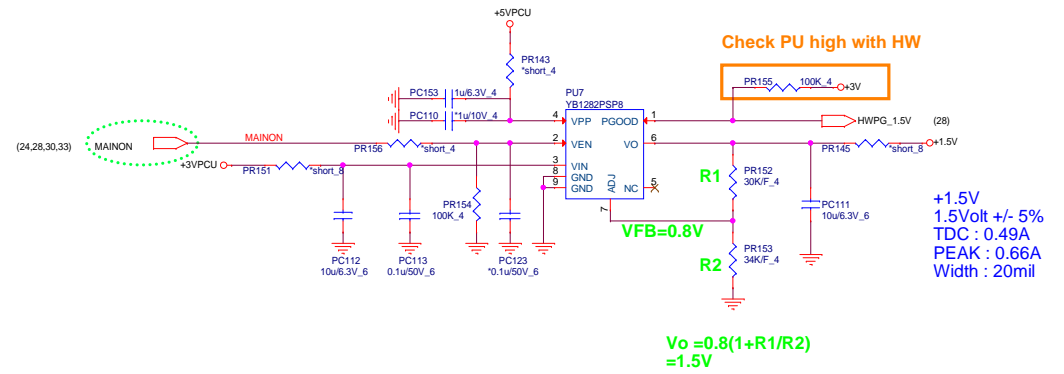 +5VPCU
Check PU high with HW
PR143
*short_4
PR155
100K_4
+3V
PC153
1u/6.3V_4
PU7
YB1282PSP8
PC110
*1u/10V_4
4
VPP
PGOOD
1
HWPG_1.5V
(28)
(24,28,30,33)
MAINON
MAINON
PR156
*short_4
2
VEN
VO
6
PR145
*short_8
+1.5V
+3VPCU
PR151
*short_8
3
VIN
8
GND
9
GND
ADJ
NC
5
7
R1
PR152
30K/F_4
PR154
100K_4
PC111
10u/6.3V_6
+1.5V
1.5Volt +/- 5%
TDC : 0.49A
PEAK : 0.66A
Width : 20mil
VFB=0.8V
PC112
10u/6.3V_6
PC113
0.1u/50V_6
PC123
*0.1u/50V_6
R2
PR153
34K/F_4
Vo =0.8(1+R1/R2)
=1.5V